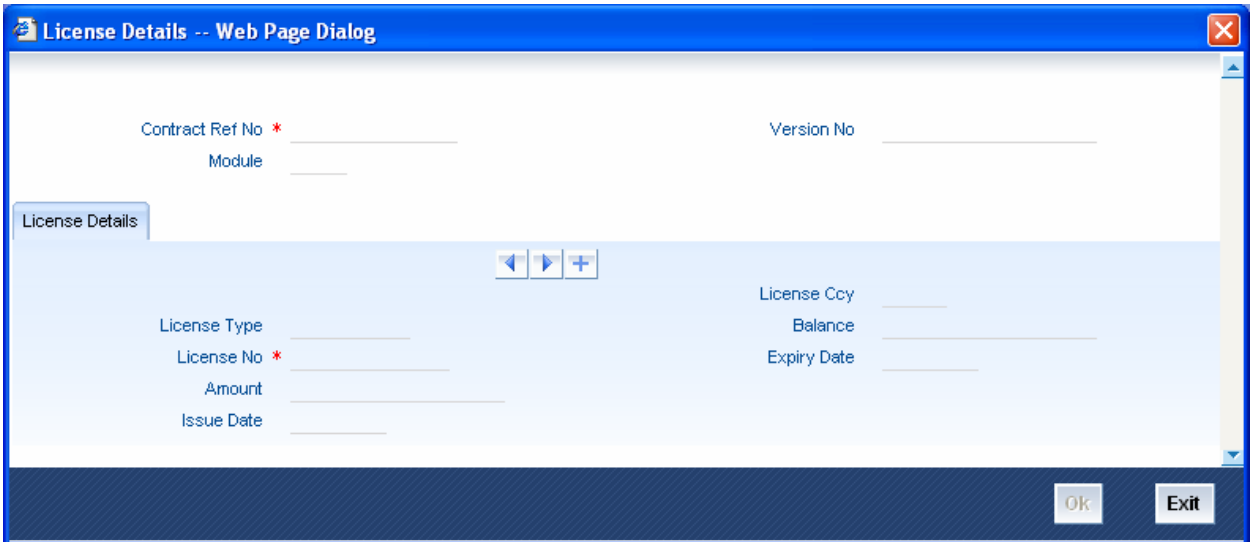 License Details -- Web Page Dialog
Contract Ref No * Version No
Module
License Details
License Ccy
License Type Balance
License No * Expiry Date
Amount
Issue Date
Ok Exit